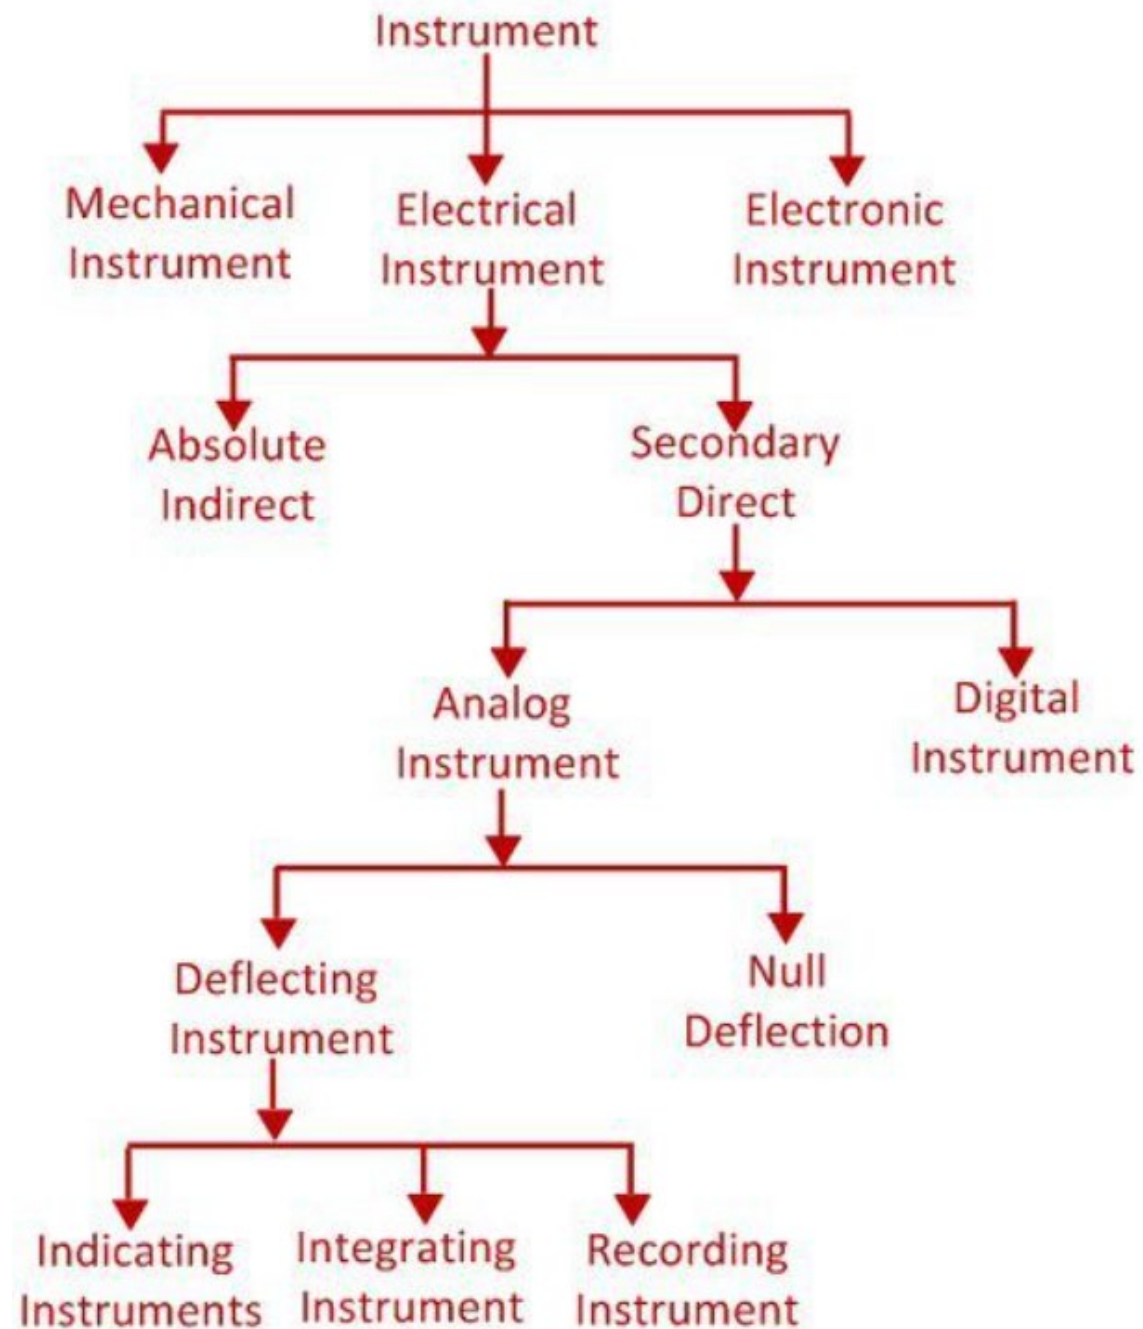 Instrument
Mechanical
Instrument
Electrical
Instrument
Electronic
Instrument
Absolute
Indirect
Secondary
Direct
Analog
Instrument
Digital
Instrument
Deflecting
Instrument
Null
Deflection
Indicating
Instruments
Integrating
Instrument
Recording
Instrument